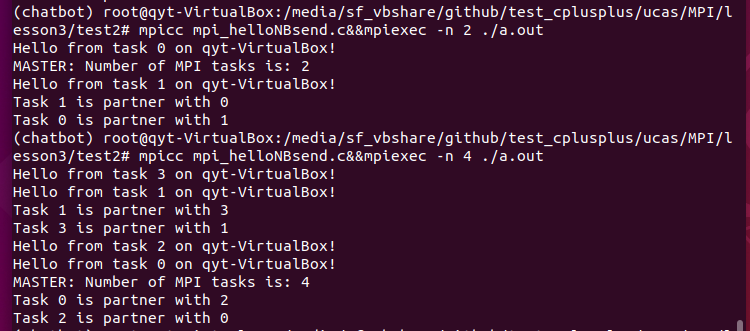 (chatbot) root@qyt-VirtualBox:/media/sf_vbshare/github/test_cplusplus/ucas/MPI/l
esson3/test2# mpicc mpi_helloNBsend.c&&mpiexec -n 2 ./a.out
Hello from task 0 on qyt-VirtualBox!
MASTER: Number of MPI tasks is: 2
Hello from task 1 on qyt-VirtualBox!
Task 1 is partner with 0
Task 0 is partner with 1
(chatbot) root@qyt-VirtualBox:/media/sf_vbshare/github/test_cplusplus/ucas/MPI/l
esson3/test2# mpicc mpi_helloNBsend.c&&mpiexec -n 4 ./a.out
Hello from task 3 on qyt-VirtualBox!
Hello from task 1 on qyt-VirtualBox!
Task 1 is partner with 3
Task 3 is partner with 1
Hello from task 2 on qyt-VirtualBox!
Hello from task 0 on qyt-VirtualBox!
MASTER: Number of MPI tasks is: 4
Task 0 is partner with 2
Task 2 is partner with 0